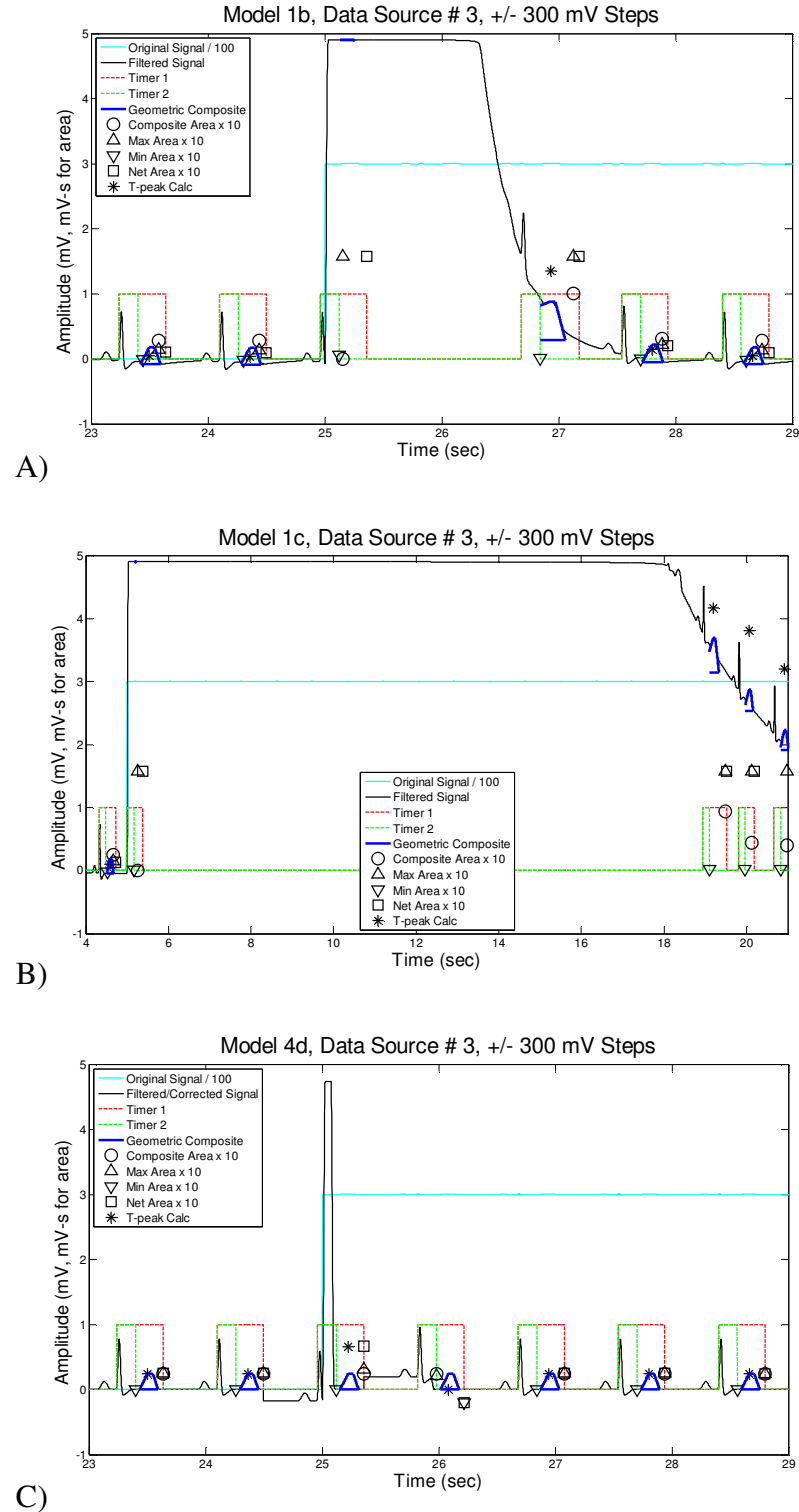 Model 1b, Data Source # 3, +/- 300 mV Steps
Original Signal / 100
Filtered Signal
Timer 1
Timer 2
Geometric Composite
Composite Area x 10
Max Area x 10
Min Area x 10
Net Area x 10
T-peak Calc
Amplitude (mV, mV-s for area)
5
4
3
2
1
0
-1
23 24 25 26 27 28 29
Time (sec)
A)
Model 1c, Data Source # 3, +/- 300 mV Steps
Original Signal / 100
Filtered Signal
Timer 1
Timer 2
Geometric Composite
Composite Area x 10
Max Area x 10
Min Area x 10
Net Area x 10
T-peak Calc
Amplitude (mV, mV-s for area)
5
4
3
2
1
0
-1
4 6 8 10 12 14 16 18 20
Time (sec)
B)
Model 4d, Data Source # 3, +/- 300 mV Steps
Original Signal / 100
Filtered/Corrected Signal
Timer 1
Timer 2
Geometric Composite
Composite Area x 10
Max Area x 10
Min Area x 10
Net Area x 10
T-peak Calc
Amplitude (mV, mV-s for area)
5
4
3
2
1
0
-1
23 24 25 26 27 28 29
Time (sec)
C)